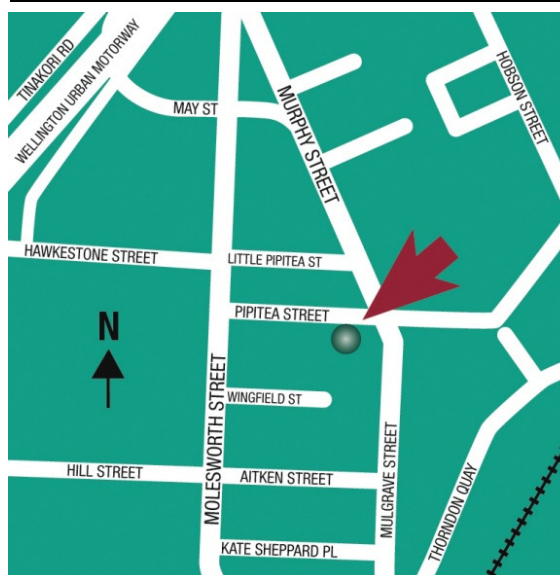 TINAKORI RD
WELLINGTON URBAN MOTORWAY
MAY ST
MURPHY STREET
HOBSON STREET
HAWKESTONE STREET
LITTLE PIPITEA ST
PIPITEA STREET
N
MOLESWORTH STREET
WINGFIELD ST
HILL STREET
AITKEN STREET
MULGRAVE STREET
THORNDON QUAY
KATE SHEPPARD PL